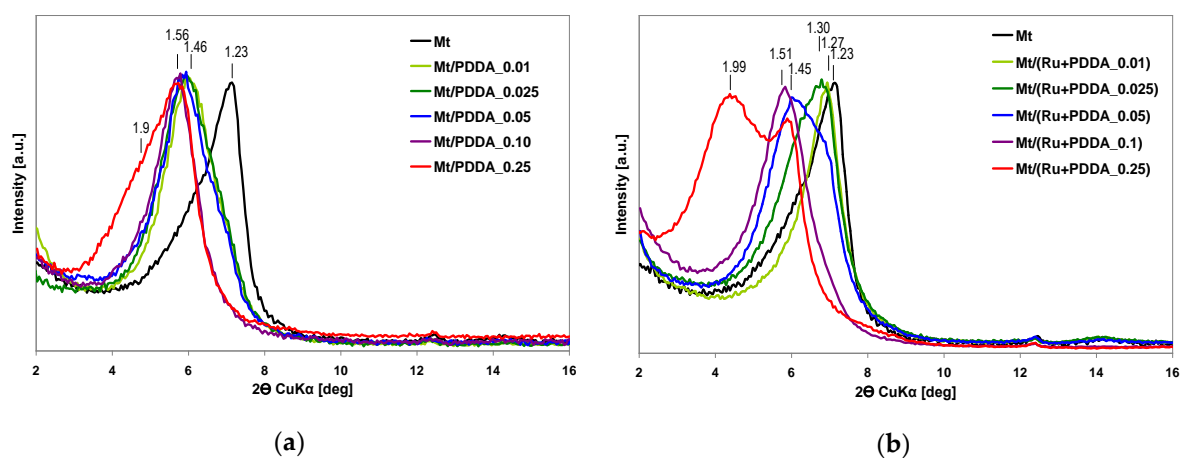 1.56
1.46
1.23
1.9
Mt
Mt/PDDA_0.01
Mt/PDDA_0.025
Mt/PDDA_0.05
Mt/PDDA_0.10
Mt/PDDA_0.25
Intensity [a.u.]
2 4 6 8 10 12 14 16
2Θ CuKα [deg]
(a)
1.30
1.27
1.51
1.45
1.23
1.99
Mt
Mt/(Ru+PDDA_0.01)
Mt/(Ru+PDDA_0.025)
Mt/(Ru+PDDA_0.05)
Mt/(Ru+PDDA_0.1)
Mt/(Ru+PDDA_0.25)
Intensity [a.u.]
2 4 6 8 10 12 14 16
2Θ CuKα [deg]
(b)